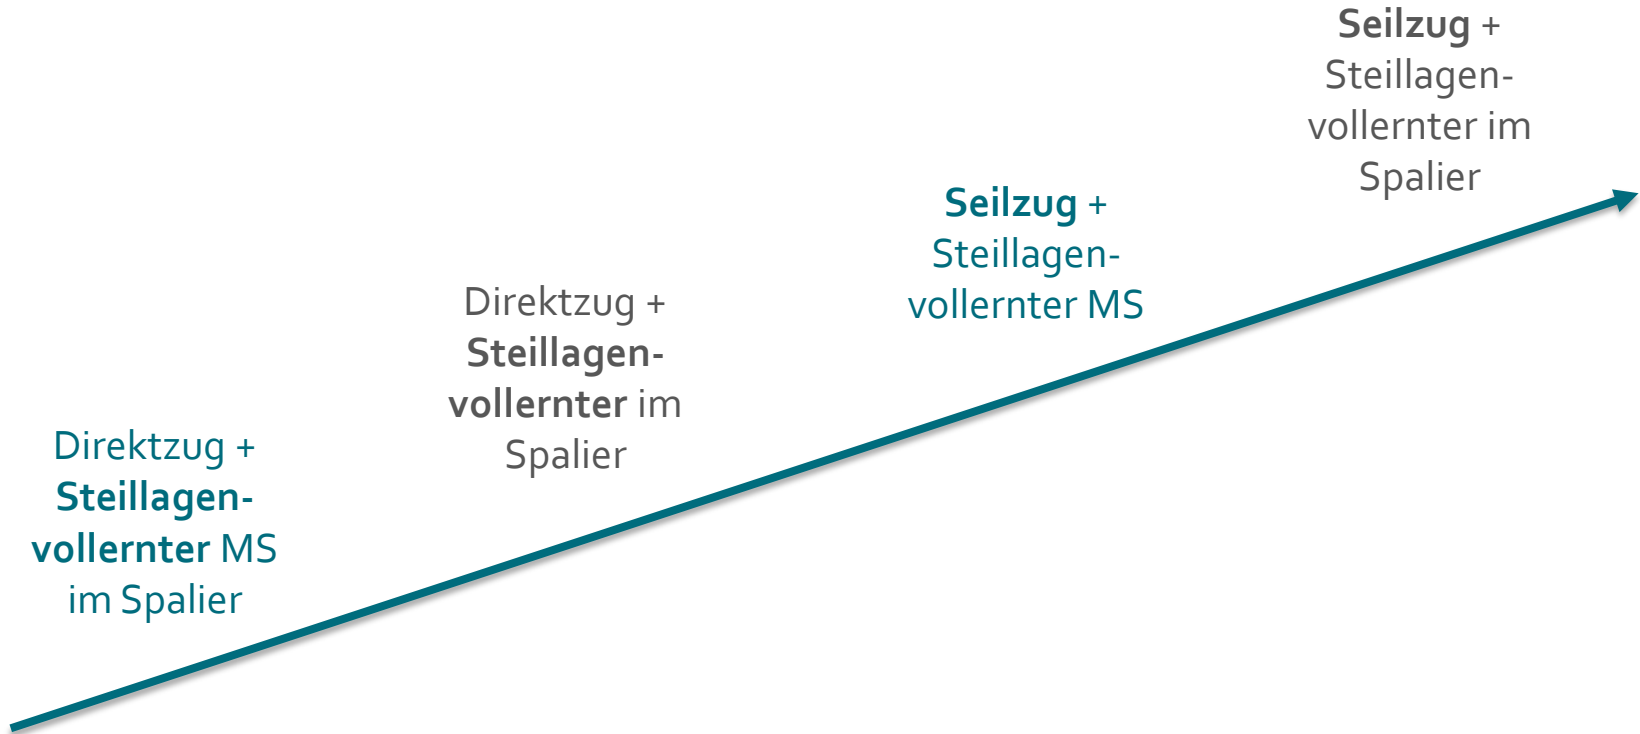 Seilzug +
Steillagen-
vollernter im
Spalier
Seilzug +
Steillagen-
vollernter MS
Direktzug +
Steillagen-
vollernter im
Spalier
Direktzug +
Steillagen-
vollernter MS
im Spalier